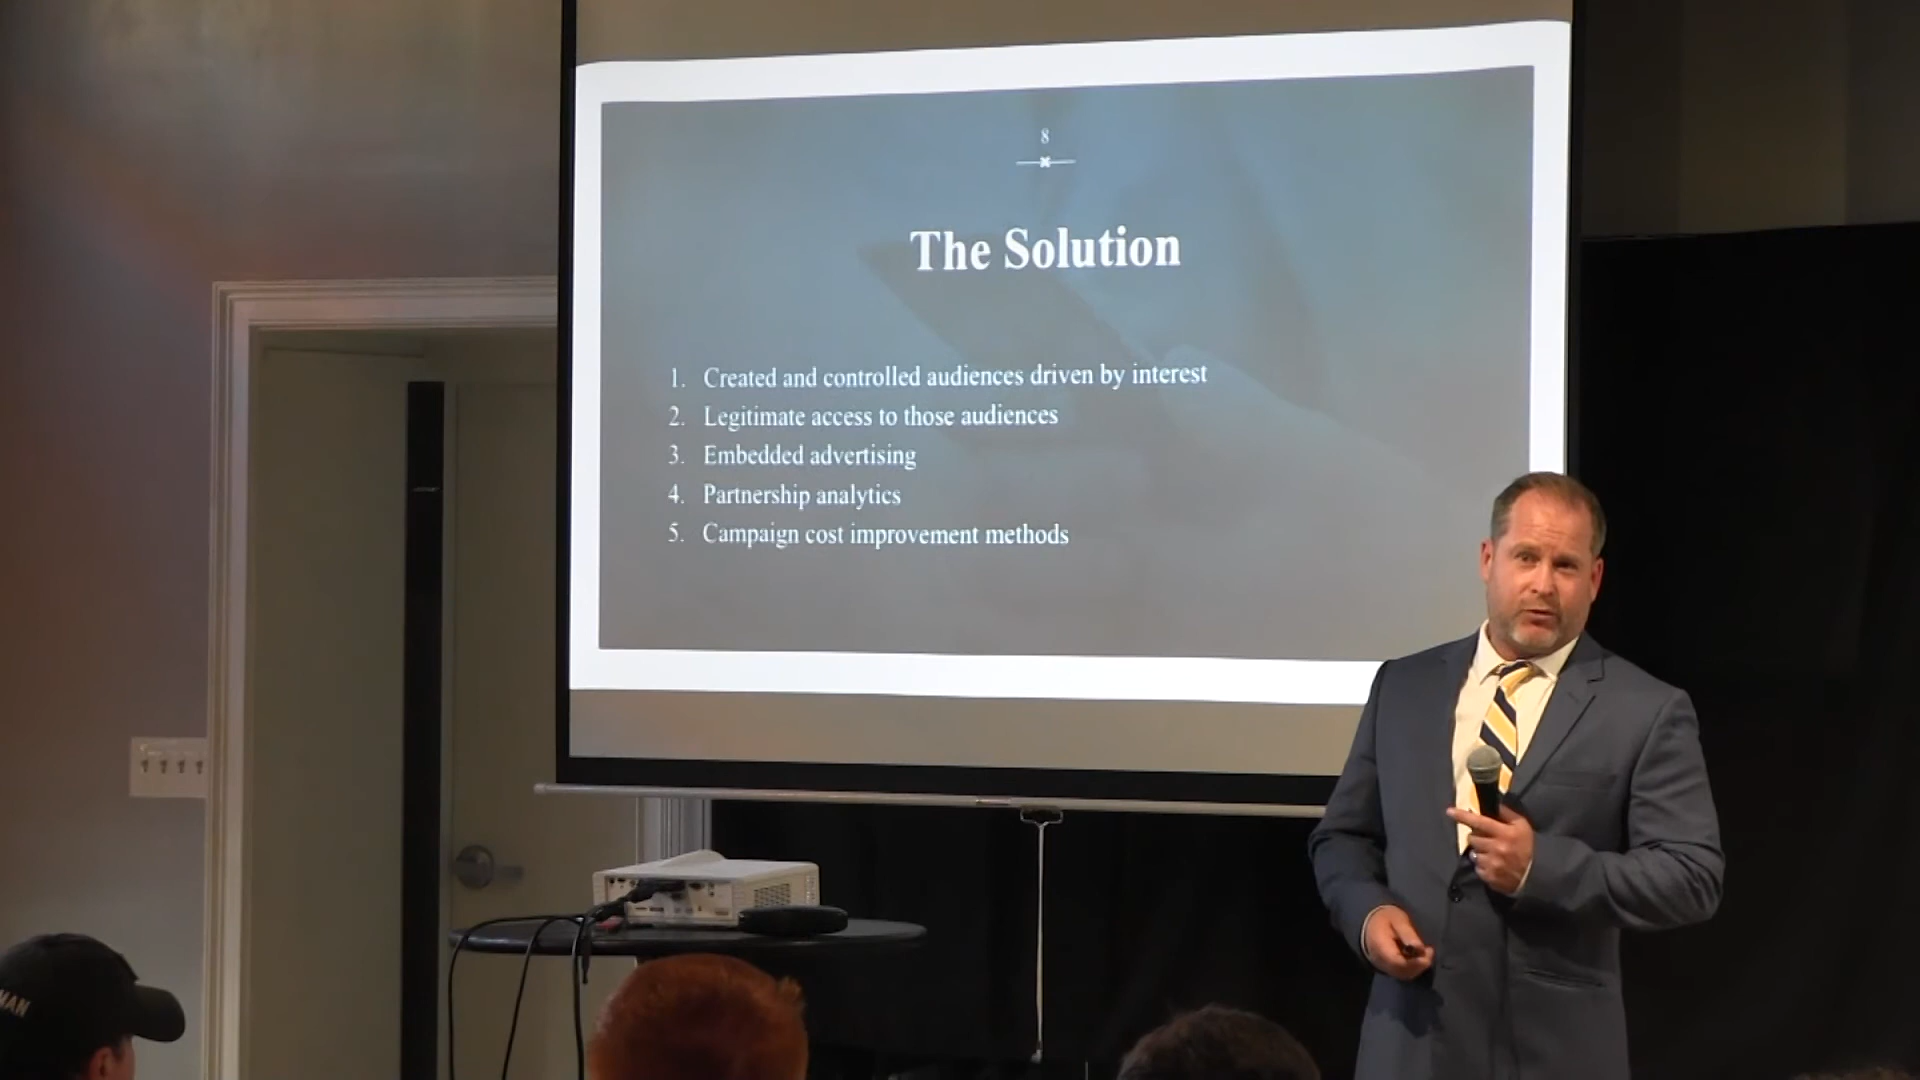 8
The Solution
1. Created and controlled audiences driven by interest
2. Legitimate access to those audiences
3. Embedded advertising
4. Partnership analytics
5. Campaign cost improvement methods